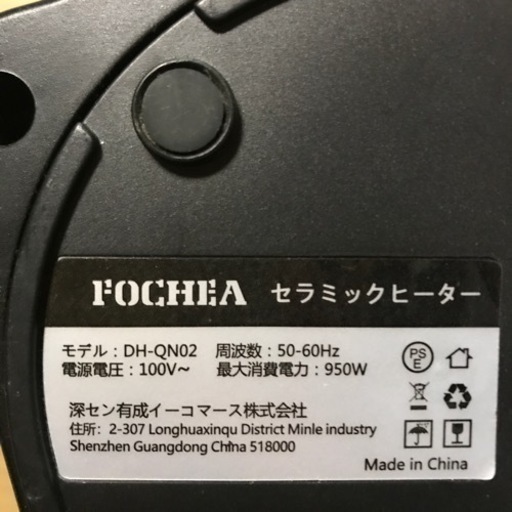 FOCHEA セラミックヒーター
モデル：DH-QN02 周波数：50-60Hz
電源電圧：100V~ 最大消費電力：950W
PS
E
深セン有成イーコマース株式会社
住所：2-307 Longhuaxinqu District Minle industry
Shenzhen Guangdong China 518000
Made in China